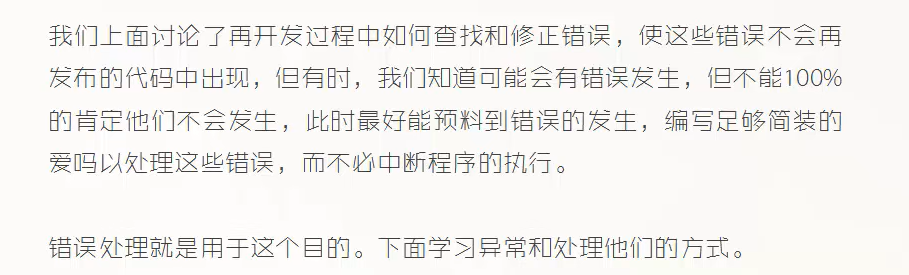 我们上面讨论了再开发过程中如何查找和修正错误，使这些错误不会再
发布的代码中出现，但有时，我们知道可能会有错误发生，但不能100%
的肯定他们不会发生，此时最好能预料到错误的发生，编写足够简装的
爱吗以处理这些错误，而不必中断程序的执行。
错误处理就是用于这个目的。下面学习异常和处理他们的方式。